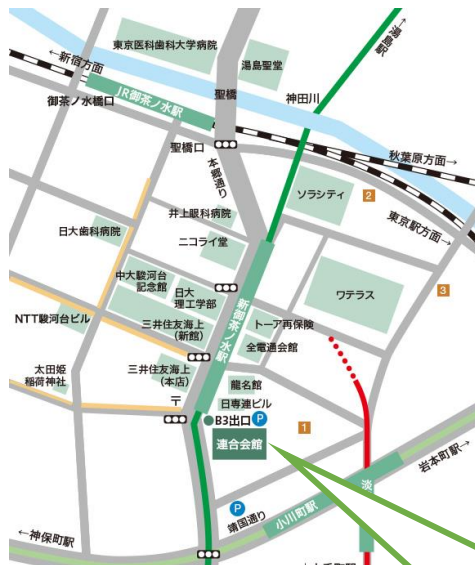 ←新宿方面
東京医科歯科大学病院
湯島聖堂
→湯島駅
JR御茶ノ水駅
聖橋
神田川
御茶ノ水橋口
聖橋口
本郷通り
秋葉原方面→
ソラシティ
2
東京駅方面→
井上眼科病院
日大歯科病院
ニコライ堂
中大駿河台
記念館
日大
理工学部
新御茶ノ水駅
ワテラス
3
NTT駿河台ビル
三井住友海上
(新館)
トーア再保険
全電通会館
太田姫
稲荷神社
三井住友海上
(本店)
龍名館
日専連ビル
〒
B3出口
P
1
連合会館
岩本町駅→
淡
P
小川町駅
靖国通り
←神保町駅